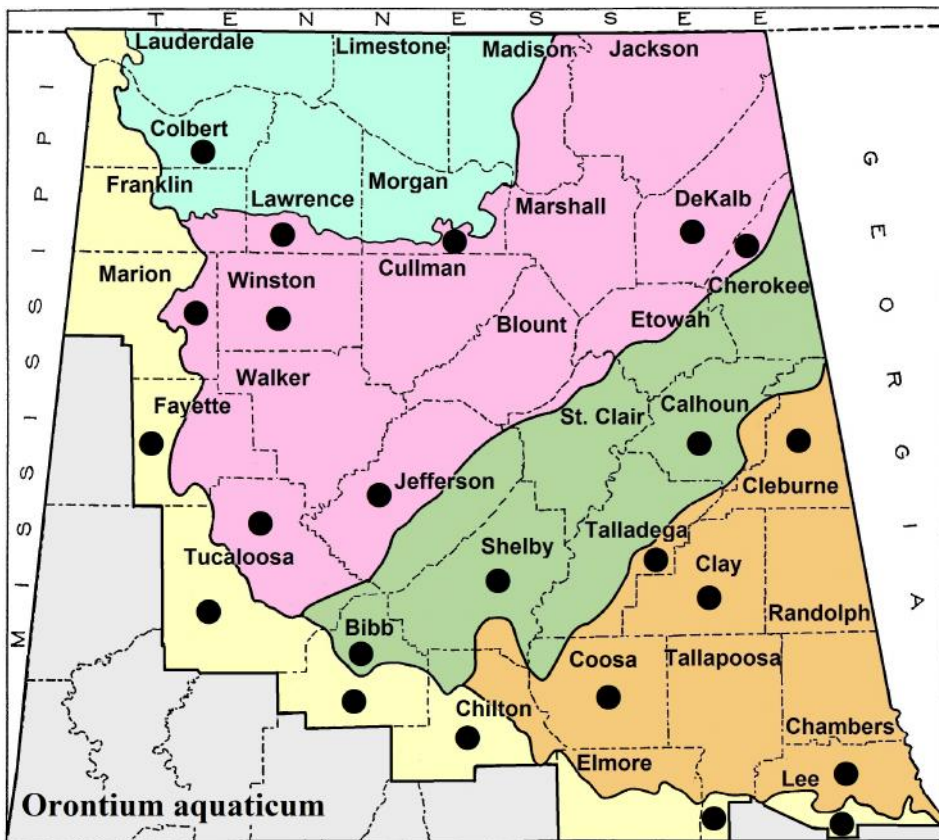 TENNESSEE
Lauderdale
Limestone
Madison
Jackson
MISSISSIPPI
GEORGIA
Colbert
Franklin
Lawrence
Morgan
Marshall
DeKalb
Marion
Winston
Cullman
Cherokee
Blount
Etowah
Walker
Fayette
St. Clair
Calhoun
Jefferson
Cleburne
Tucaloosa
Shelby
Talladega
Clay
Randolph
Bibb
Coosa
Tallapoosa
Chilton
Chambers
Elmore
Lee
Orontium aquaticum